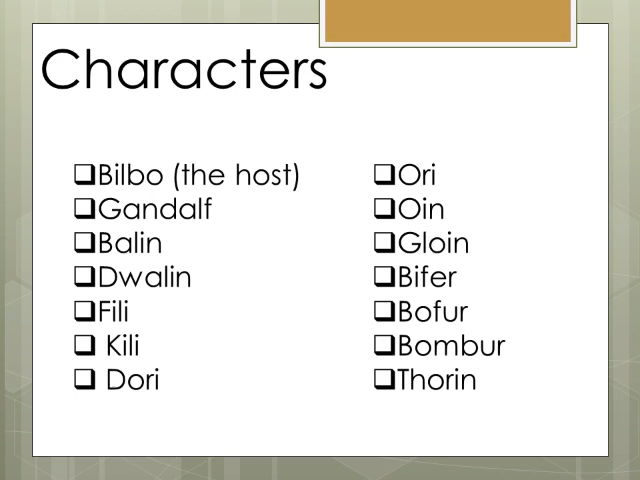 Characters
❑Bilbo (the host)
❑Gandalf
❑Balin
❑Dwalin
❑Fili
❑ Kili
❑ Dori
❑Ori
❑Oin
❑Gloin
❑Bifer
❑Bofur
❑Bombur
❑Thorin